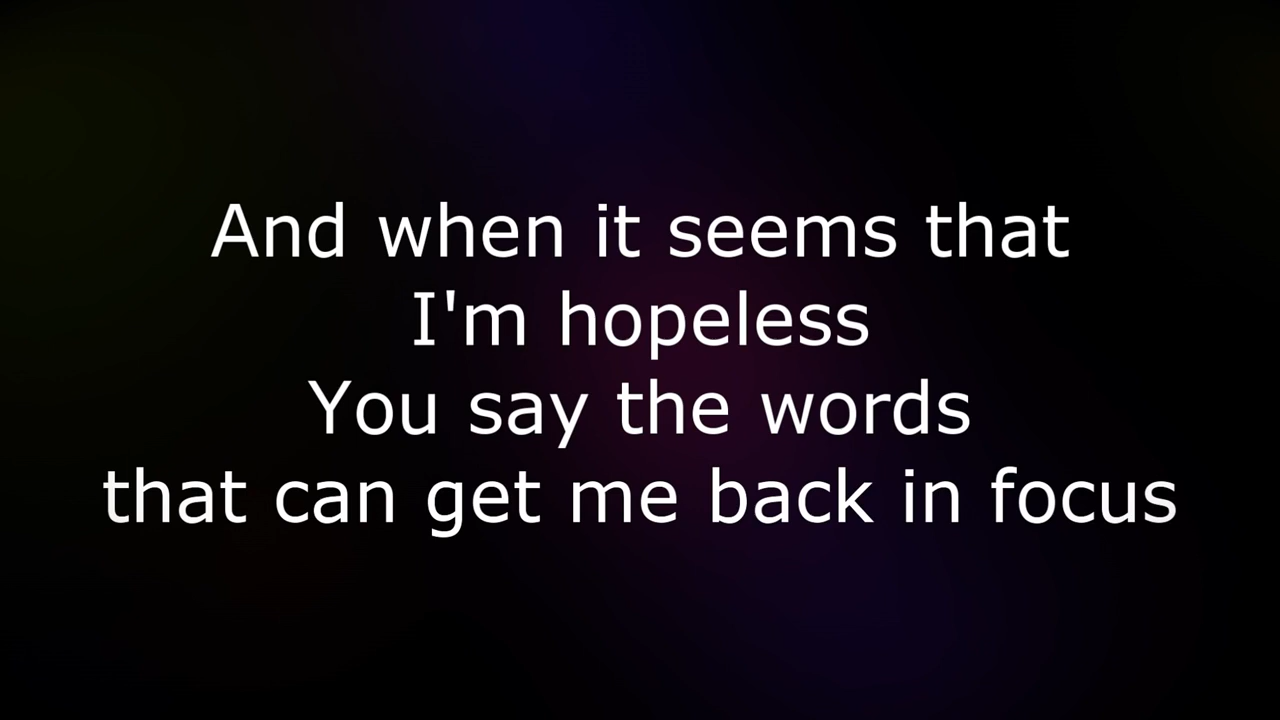 And when it seems that
I'm hopeless
You say the words
that can get me back in focus